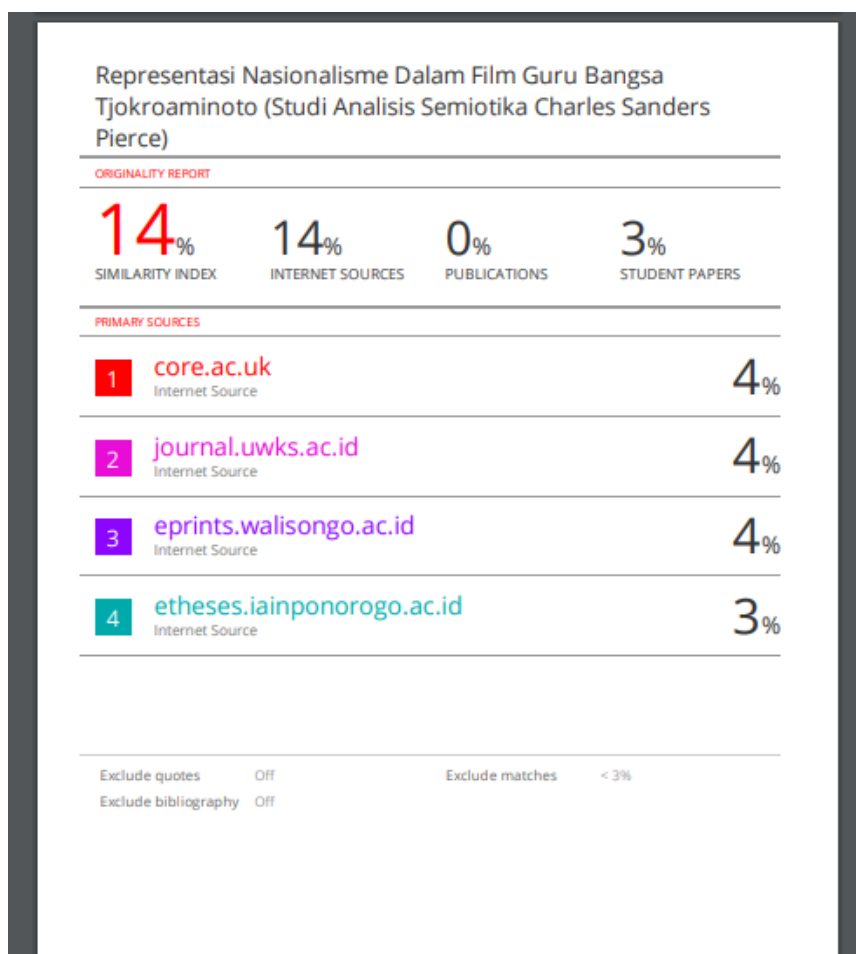 Representasi Nasionalisme Dalam Film Guru Bangsa
Tjokroaminoto (Studi Analisis Semiotika Charles Sanders
Pierce)
ORIGINALITY REPORT
14% 14% 0% 3%
SIMILARITY INDEX INTERNET SOURCES PUBLICATIONS STUDENT PAPERS
PRIMARY SOURCES
1 core.ac.uk 4%
Internet Source
2 journal.uwks.ac.id 4%
Internet Source
3 eprints.walisongo.ac.id 4%
Internet Source
4 etheses.iainponorogo.ac.id 3%
Internet Source
Exclude quotes Off Exclude matches < 3%
Exclude bibliography Off